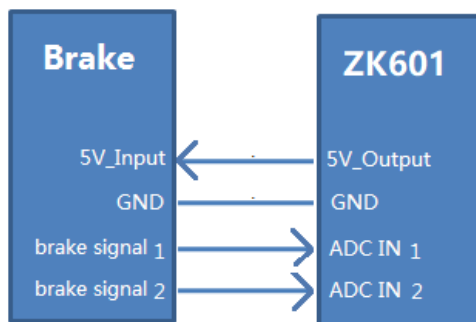 Brake
ZK601
5V_Input
5V_Output
GND
GND
brake signal 1
ADC IN 1
brake signal 2
ADC IN 2